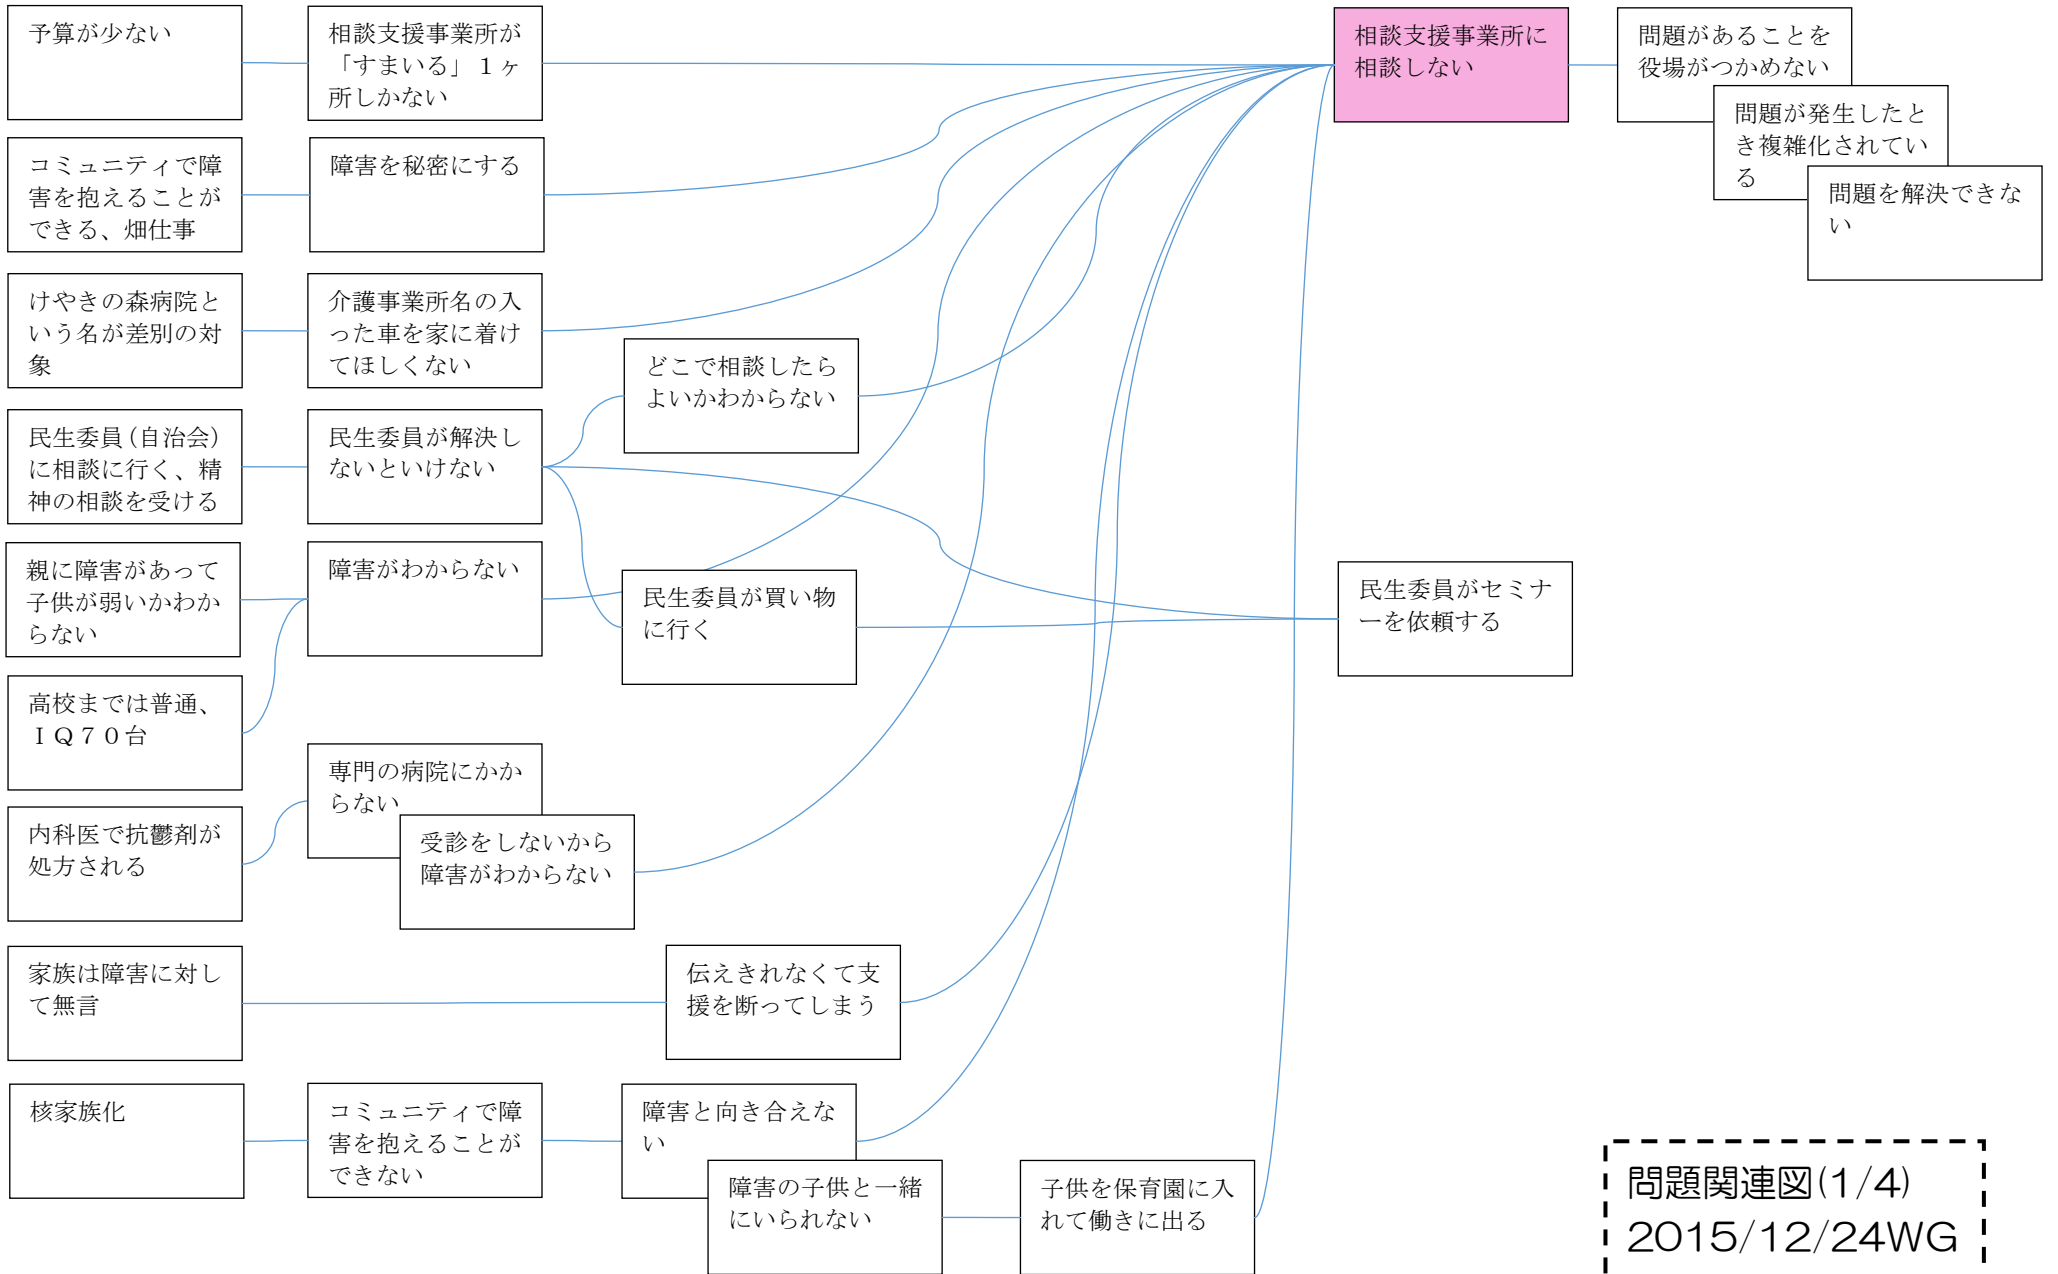 予算が少ない
相談支援事業所が
「すまいる」１ヶ
所しかない
相談支援事業所に
相談しない
問題があることを
役場がつかめない
問題が発生したと
き複雑化されてい
る
問題を解決できな
い
コミュニティで障
害を抱えることが
できる、畑仕事
障害を秘密にする
けやきの森病院と
いう名が差別の対
象
介護事業所名の入
った車を家に着け
てほしくない
どこで相談したら
よいかわからない
民生委員（自治会）
に相談に行く、精
神の相談を受ける
民生委員が解決し
ないといけない
親に障害があって
子供が弱いかわか
らない
障害がわからない
民生委員が買い物
に行く
民生委員がセミナ
ーを依頼する
高校までは普通、
ＩＱ７０台
専門の病院にかか
らない
内科医で抗鬱剤が
処方される
受診をしないから
障害がわからない
家族は障害に対し
て無言
伝えきれなくて支
援を断ってしまう
核家族化
コミュニティで障
害を抱えることが
できない
障害と向き合えな
い
障害の子供と一緒
にいられない
子供を保育園に入
れて働きに出る
問題関連図(1/4)
2015/12/24WG